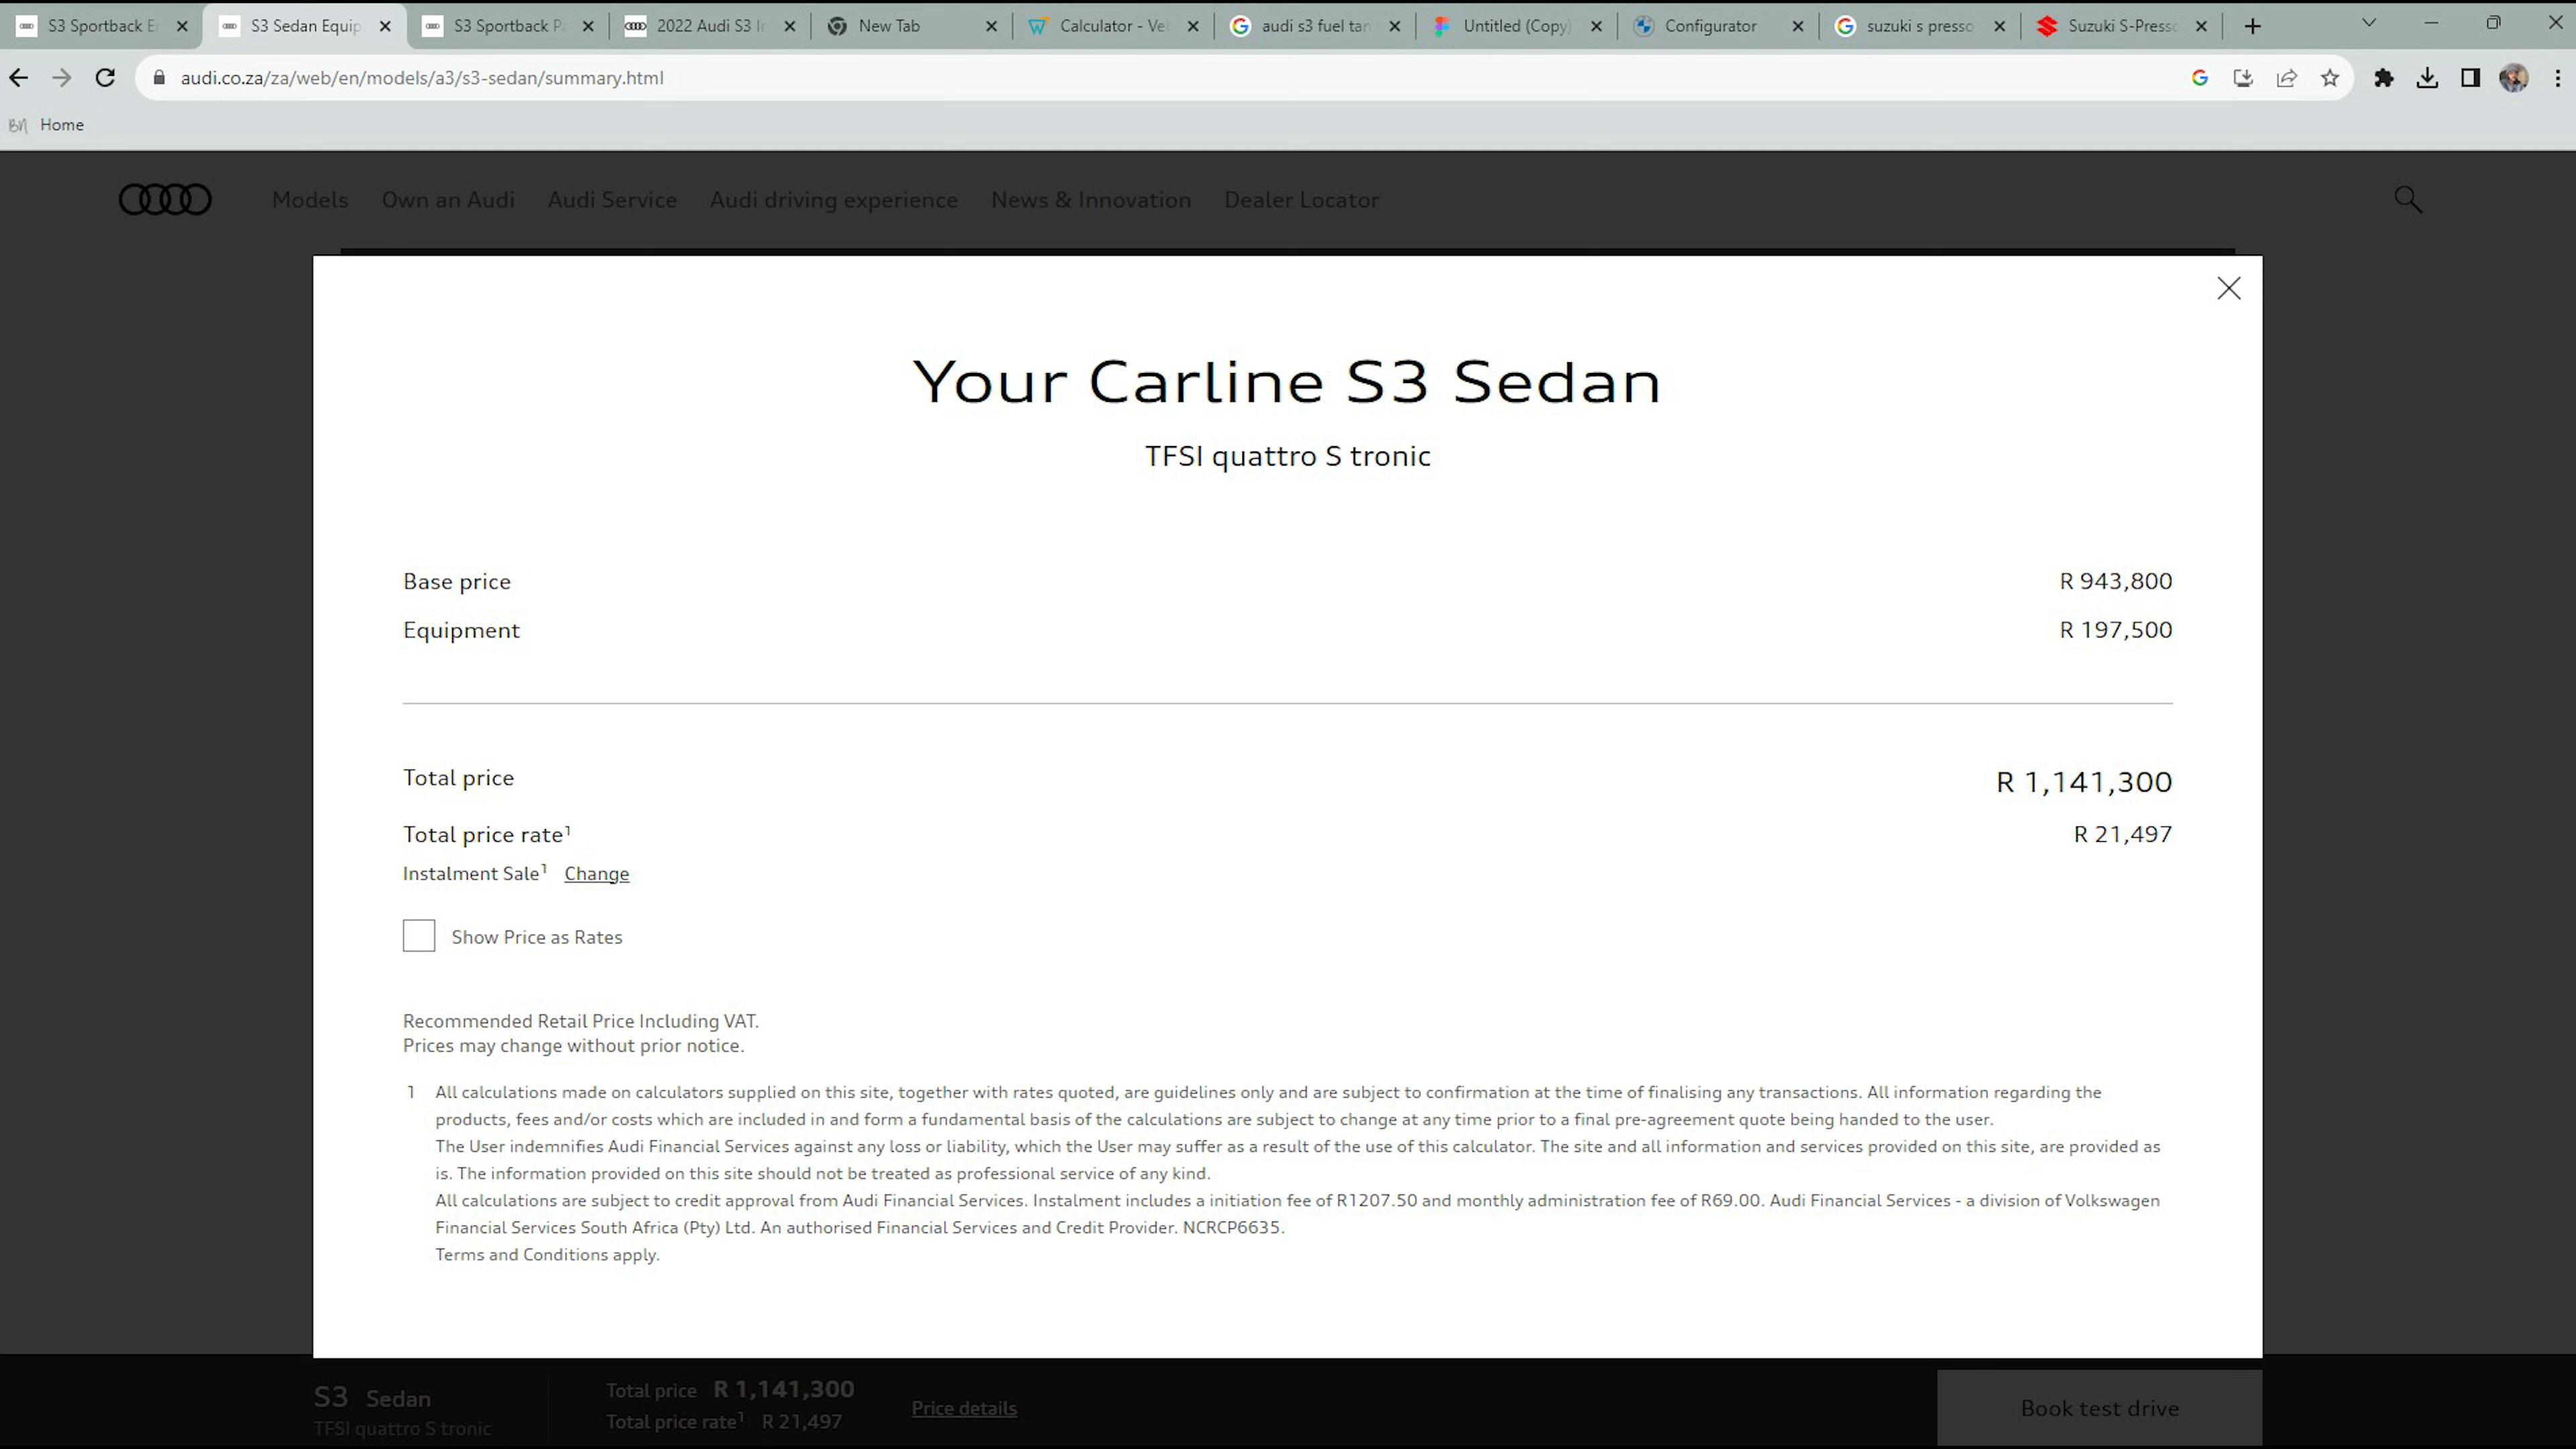 S3 Sportback E
S3 Sedan Equip
S3 Sportback P
2022 Audi S3 I
New Tab
Calculator - Veh
audi s3 fuel tan
Untitled (Copy)
Configurator
suzuki s presso
Suzuki S-Presso
audi.co.za/za/web/en/models/a3/s3-sedan/summary.html
Home
Models Own an Audi Audi Service Audi driving experience News & Innovation Dealer Locator
Your Carline S3 Sedan
TFSI quattro S tronic
Base price R 943,800
Equipment R 197,500
Total price R 1,141,300
Total price rate¹ R 21,497
Instalment Sale¹ Change
Show Price as Rates
Recommended Retail Price Including VAT.
Prices may change without prior notice.
1 All calculations made on calculators supplied on this site, together with rates quoted, are guidelines only and are subject to confirmation at the time of finalising any transactions. All information regarding the
products, fees and/or costs which are included in and form a fundamental basis of the calculations are subject to change at any time prior to a final pre-agreement quote being handed to the user.
The User indemnifies Audi Financial Services against any loss or liability, which the User may suffer as a result of the use of this calculator. The site and all information and services provided on this site, are provided as
is. The information provided on this site should not be treated as professional service of any kind.
All calculations are subject to credit approval from Audi Financial Services. Instalment includes a initiation fee of R1207.50 and monthly administration fee of R69.00. Audi Financial Services - a division of Volkswagen
Financial Services South Africa (Pty) Ltd. An authorised Financial Services and Credit Provider. NCRCP6635.
Terms and Conditions apply.
S3 Sedan
TFSI quattro S tronic
Total price R 1,141,300
Total price rate¹ R 21,497
Price details
Book test drive